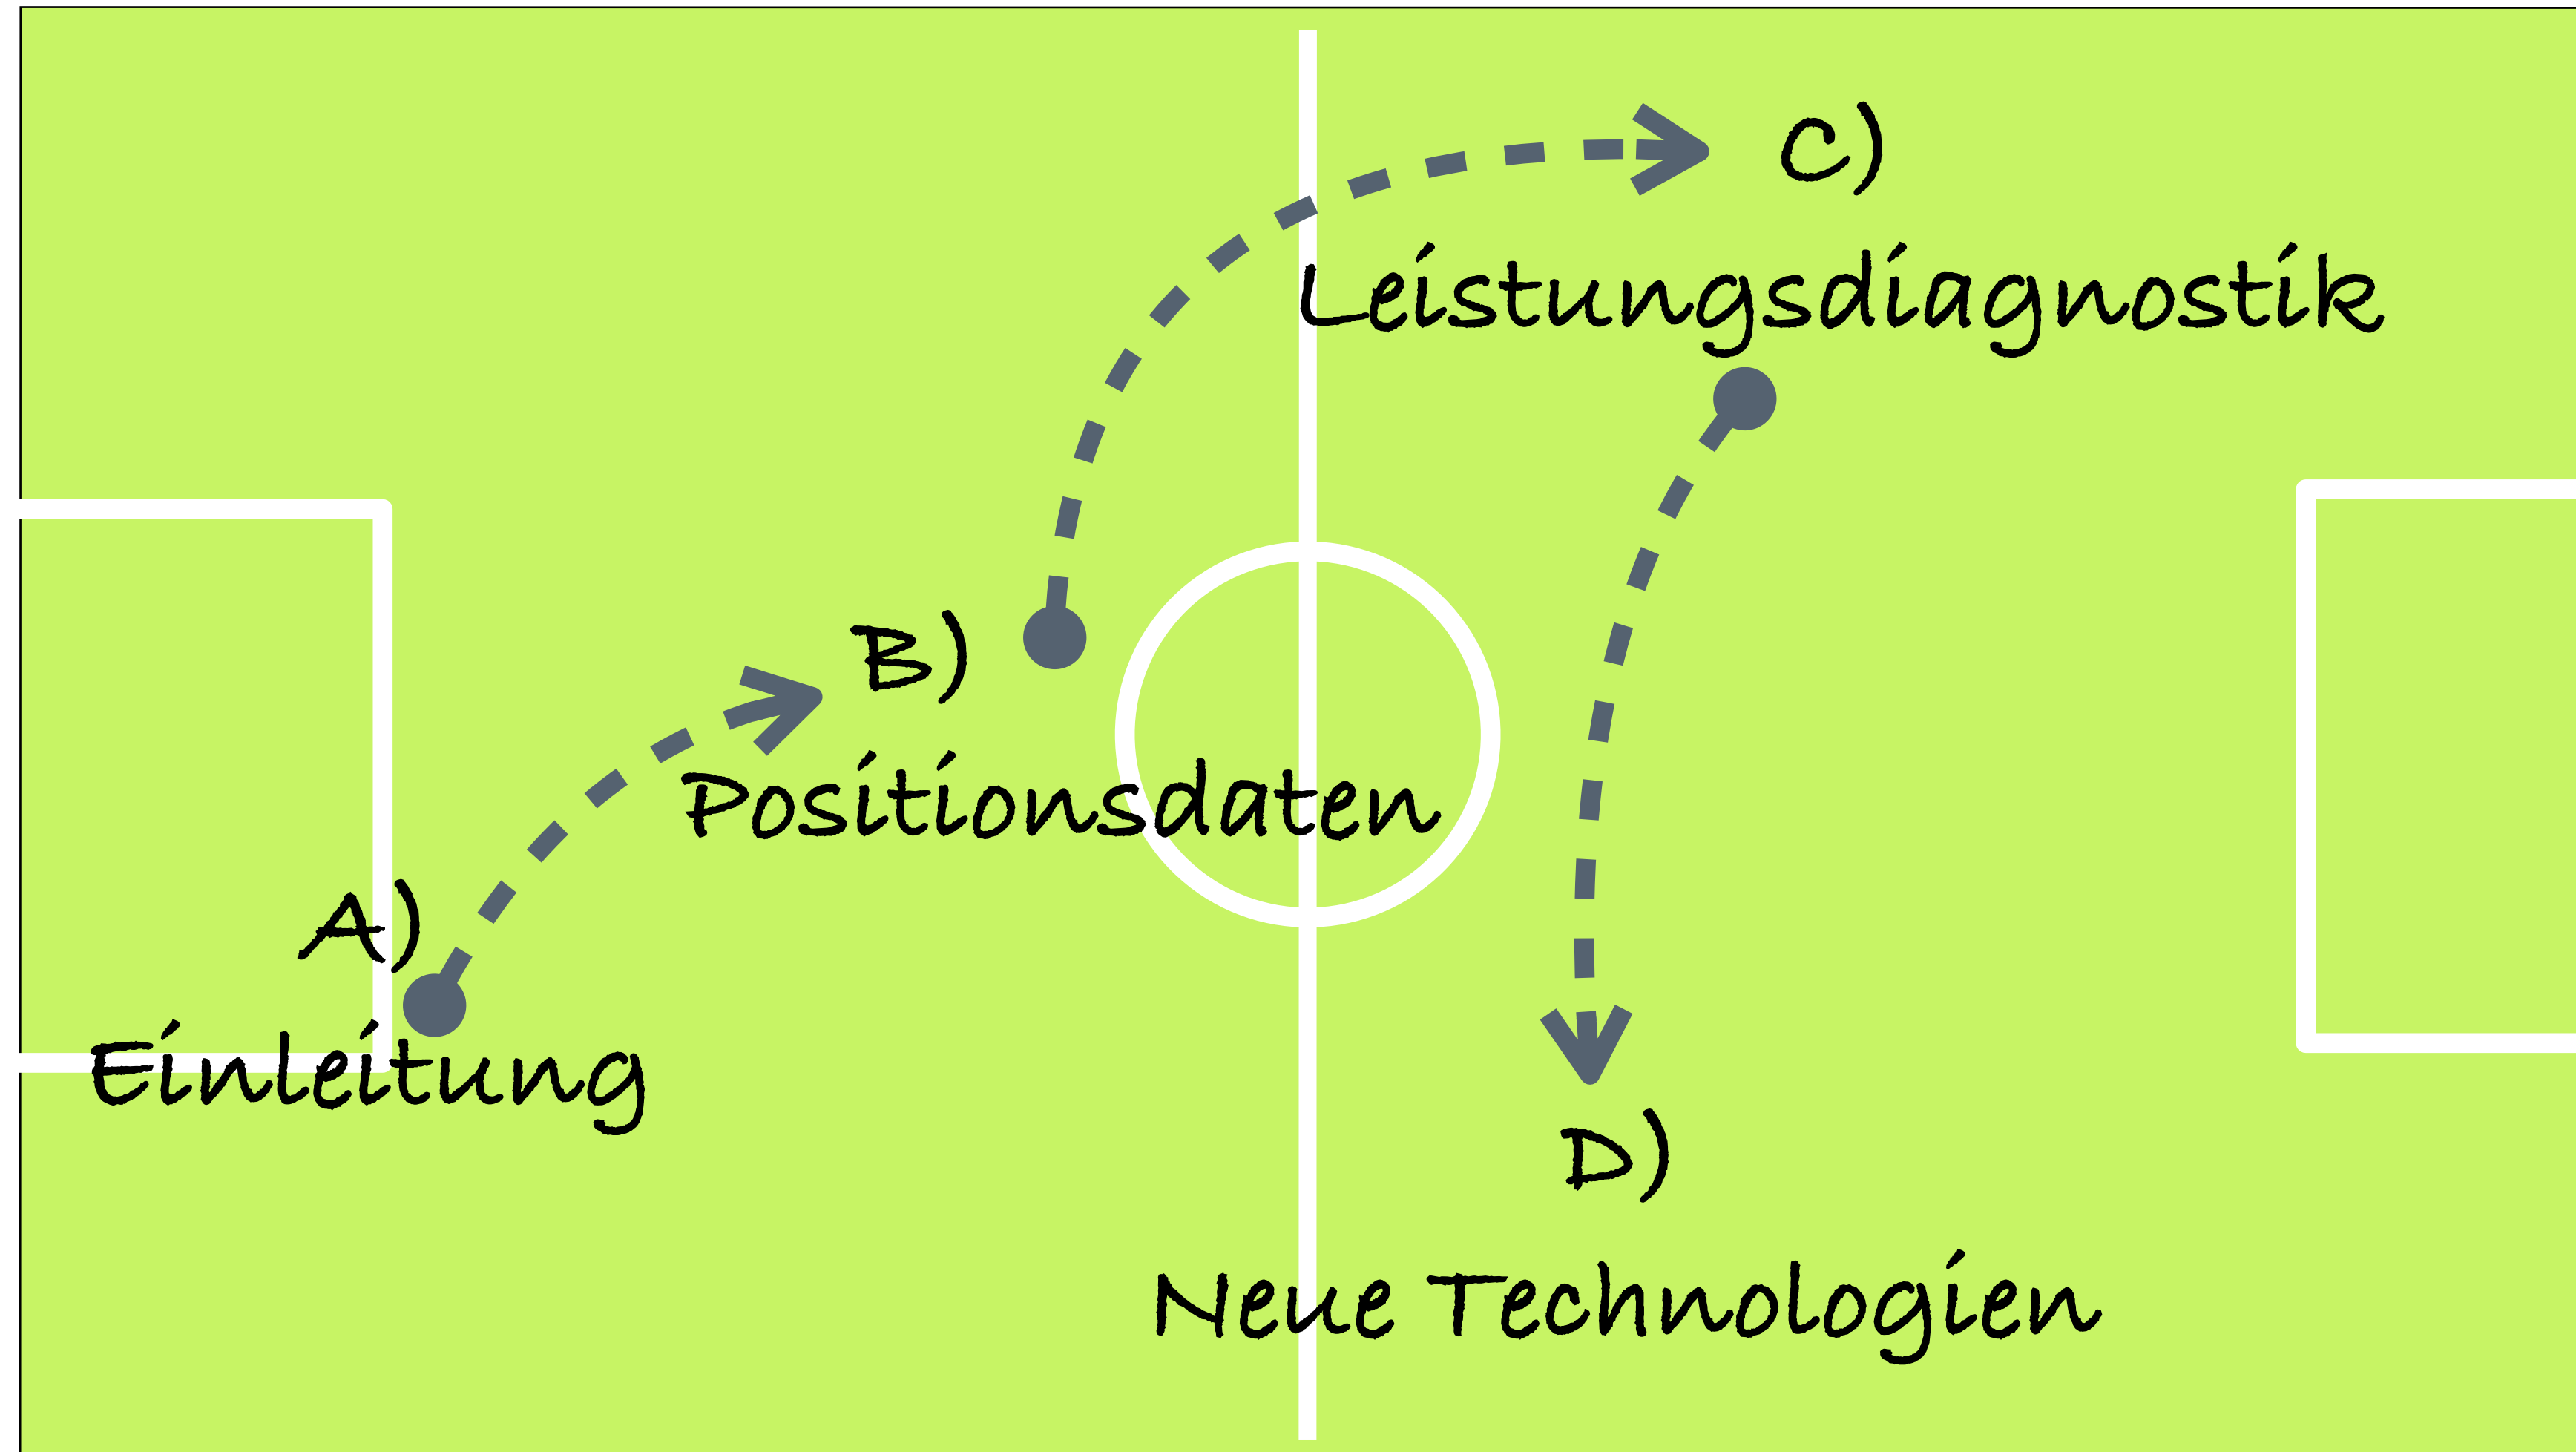 A)
Einleitung
B)
Positionsdaten
C)
Leistungsdiagnostik
D)
Neue Technologien